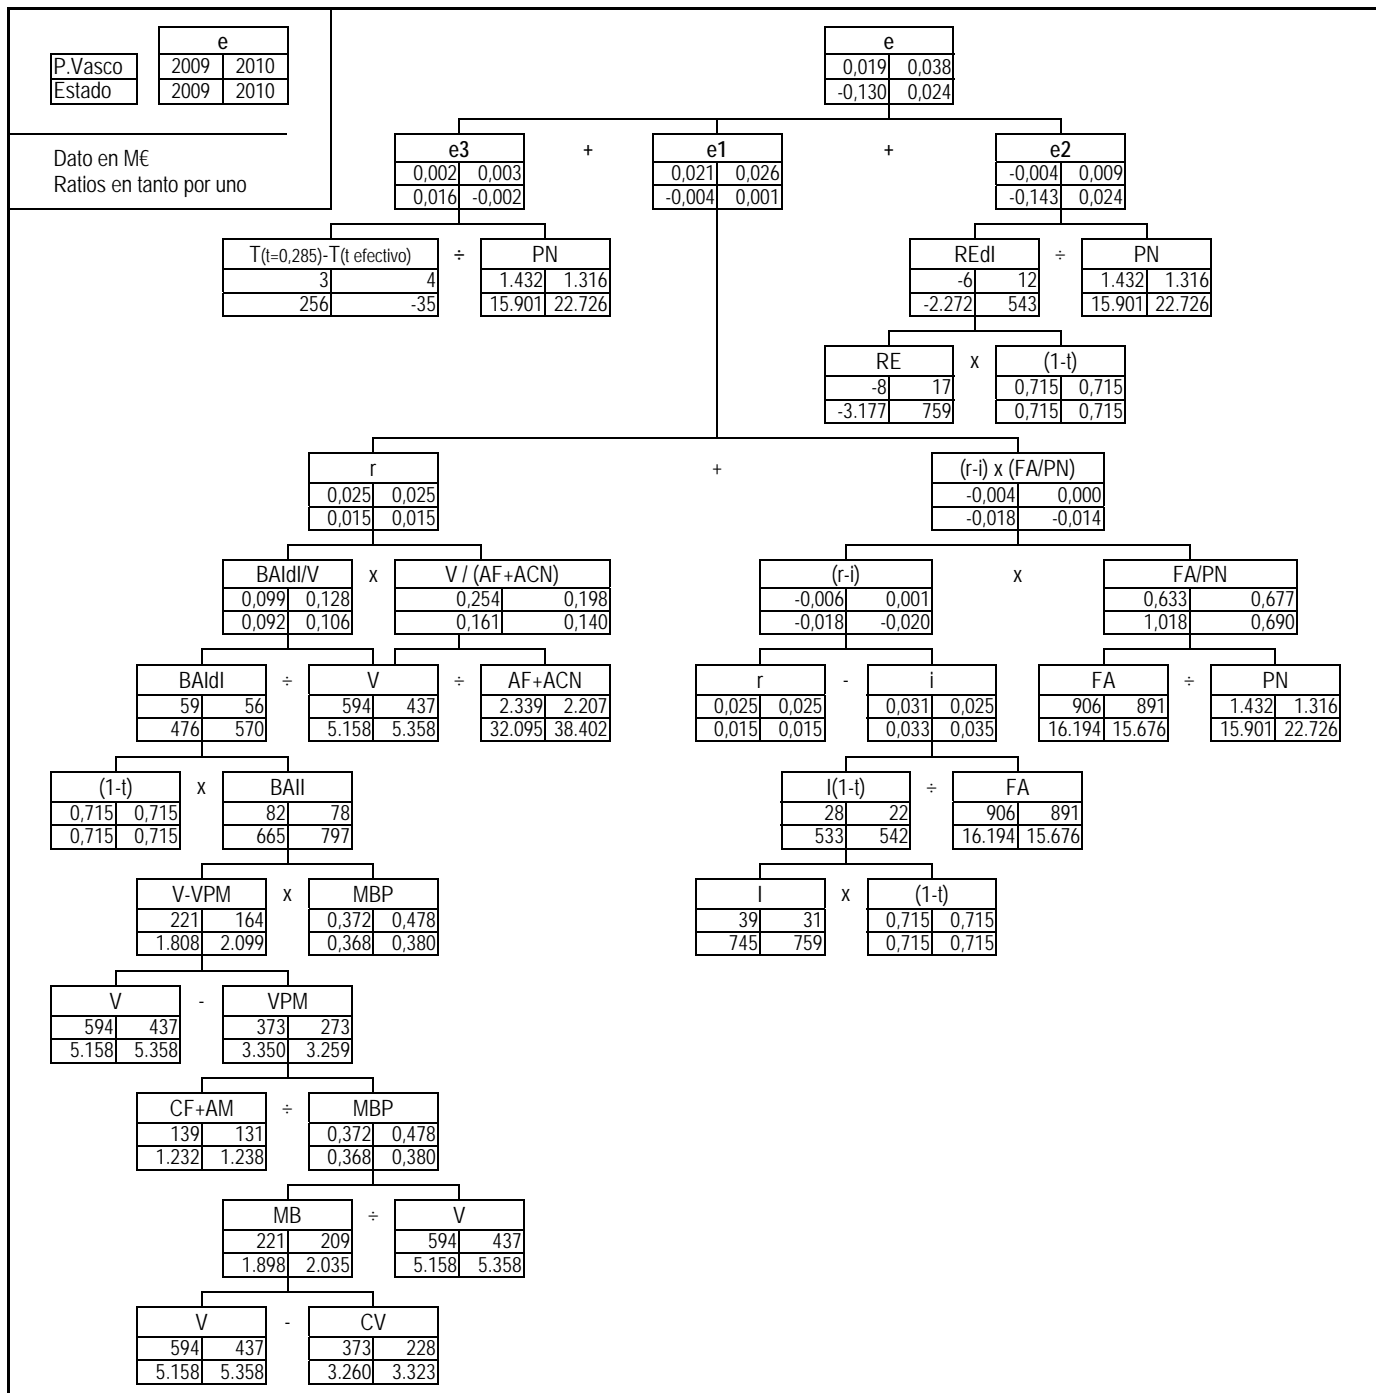 e
P.Vasco 2009 2010
Estado 2009 2010
Dato en M€
Ratios en tanto por uno
e
0,019 0,038
-0,130 0,024
e3 + e1 + e2
0,002 0,003 0,021 0,026 -0,004 0,009
0,016 -0,002 -0,004 0,001 -0,143 0,024
T(t=0,285)-T(t efectivo) ÷ PN REdI ÷ PN
3 4 1.432 1.316 -6 12 1.432 1.316
256 -35 15.901 22.726 -2.272 543 15.901 22.726
RE x (1-t)
-8 17 0,715 0,715
-3.177 759 0,715 0,715
r + (r-i) x (FA/PN)
0,025 0,025 -0,004 0,000
0,015 0,015 -0,018 -0,014
BAIdI/V x V / (AF+ACN) (r-i) x FA/PN
0,099 0,128 0,254 0,198 -0,006 0,001 0,633 0,677
0,092 0,106 0,161 0,140 -0,018 -0,020 1,018 0,690
BAIdI ÷ V ÷ AF+ACN r - i FA ÷ PN
59 56 594 437 2.339 2.207 0,025 0,025 0,031 0,025 906 891 1.432 1.316
476 570 5.158 5.358 32.095 38.402 0,015 0,015 0,033 0,035 16.194 15.676 15.901 22.726
(1-t) x BAII I(1-t) ÷ FA
0,715 0,715 82 78 28 22 906 891
0,715 0,715 665 797 533 542 16.194 15.676
V-VPM x MBP I x (1-t)
221 164 0,372 0,478 39 31 0,715 0,715
1.808 2.099 0,368 0,380 745 759 0,715 0,715
V - VPM
594 437 373 273
5.158 5.358 3.350 3.259
CF+AM ÷ MBP
139 131 0,372 0,478
1.232 1.238 0,368 0,380
MB ÷ V
221 209 594 437
1.898 2.035 5.158 5.358
V - CV
594 437 373 228
5.158 5.358 3.260 3.323